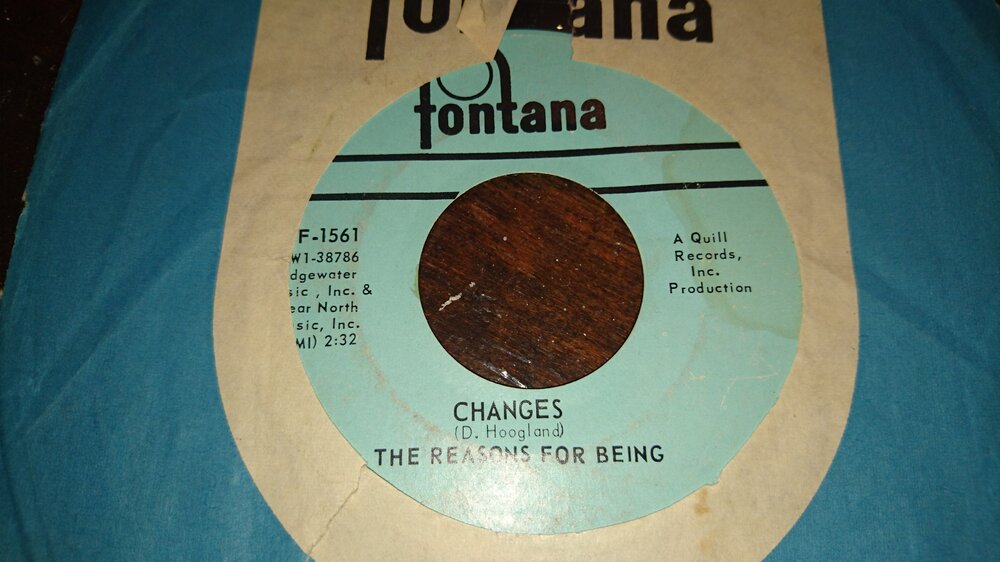 fontana
fontana
F-1561
W1-38786
dgewater
sic, Inc. &
ear North
sic, Inc.
MI) 2:32
A Quill
Records,
Inc.
Production
CHANGES
(D. Hoogland)
THE REASONS FOR BEING